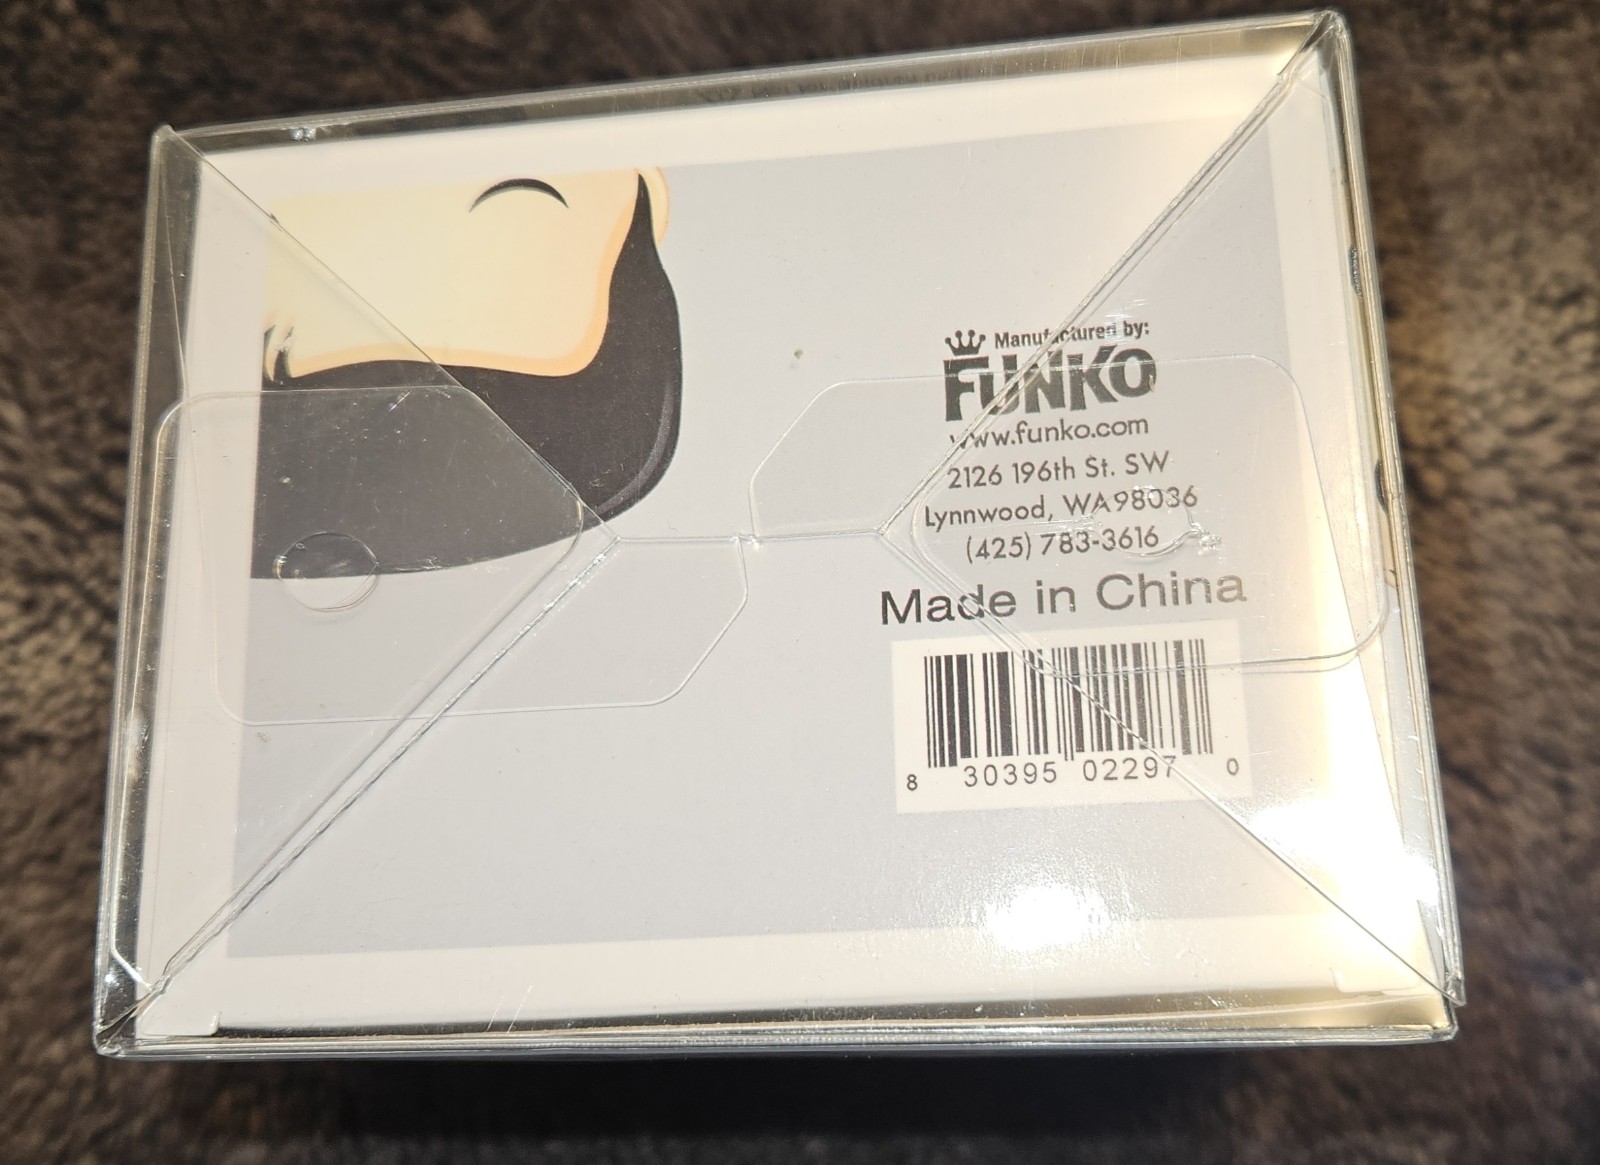 Manufactured by:
FUNKO
www.funko.com
2126 196th St. SW
Lynnwood, WA98036
(425) 783-3616
Made in China
8 30395 02297 0